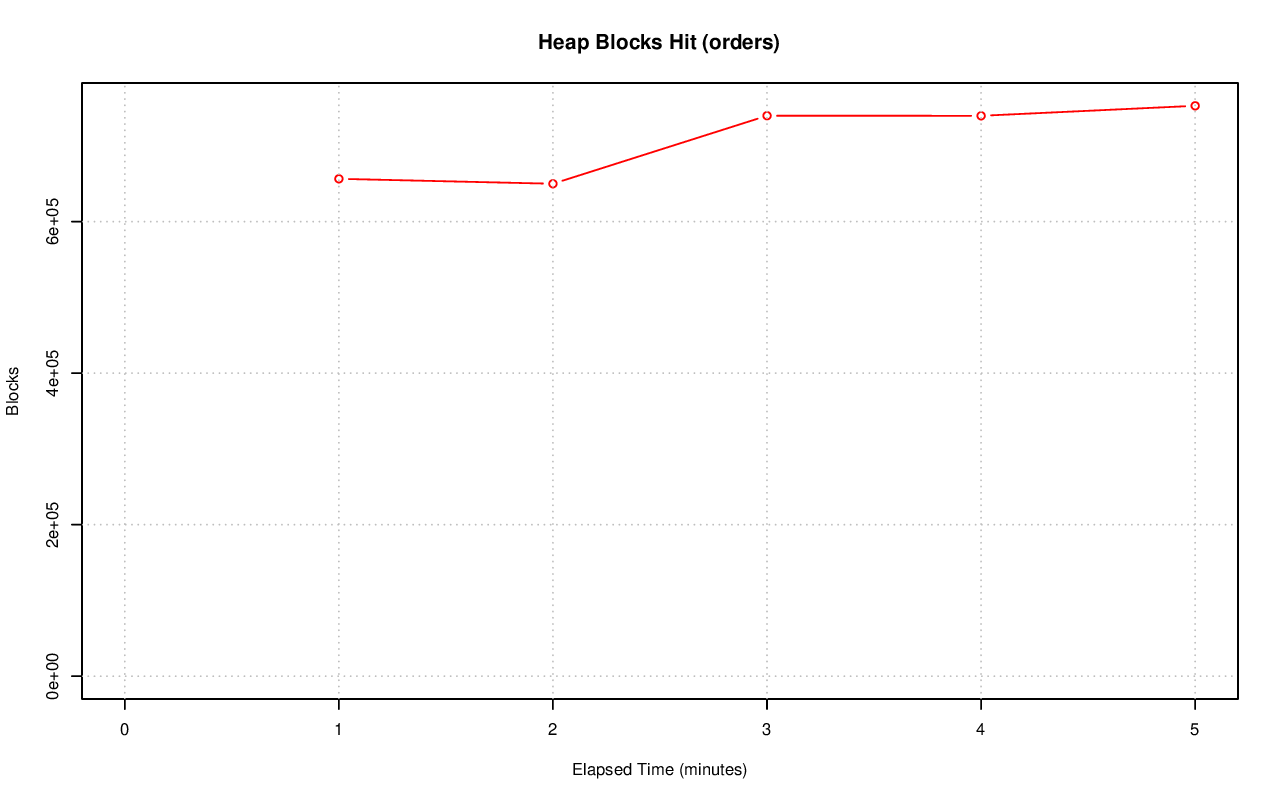 Heap Blocks Hit (orders)
Blocks
6e+05
4e+05
2e+05
0e+00
0 1 2 3 4 5
Elapsed Time (minutes)